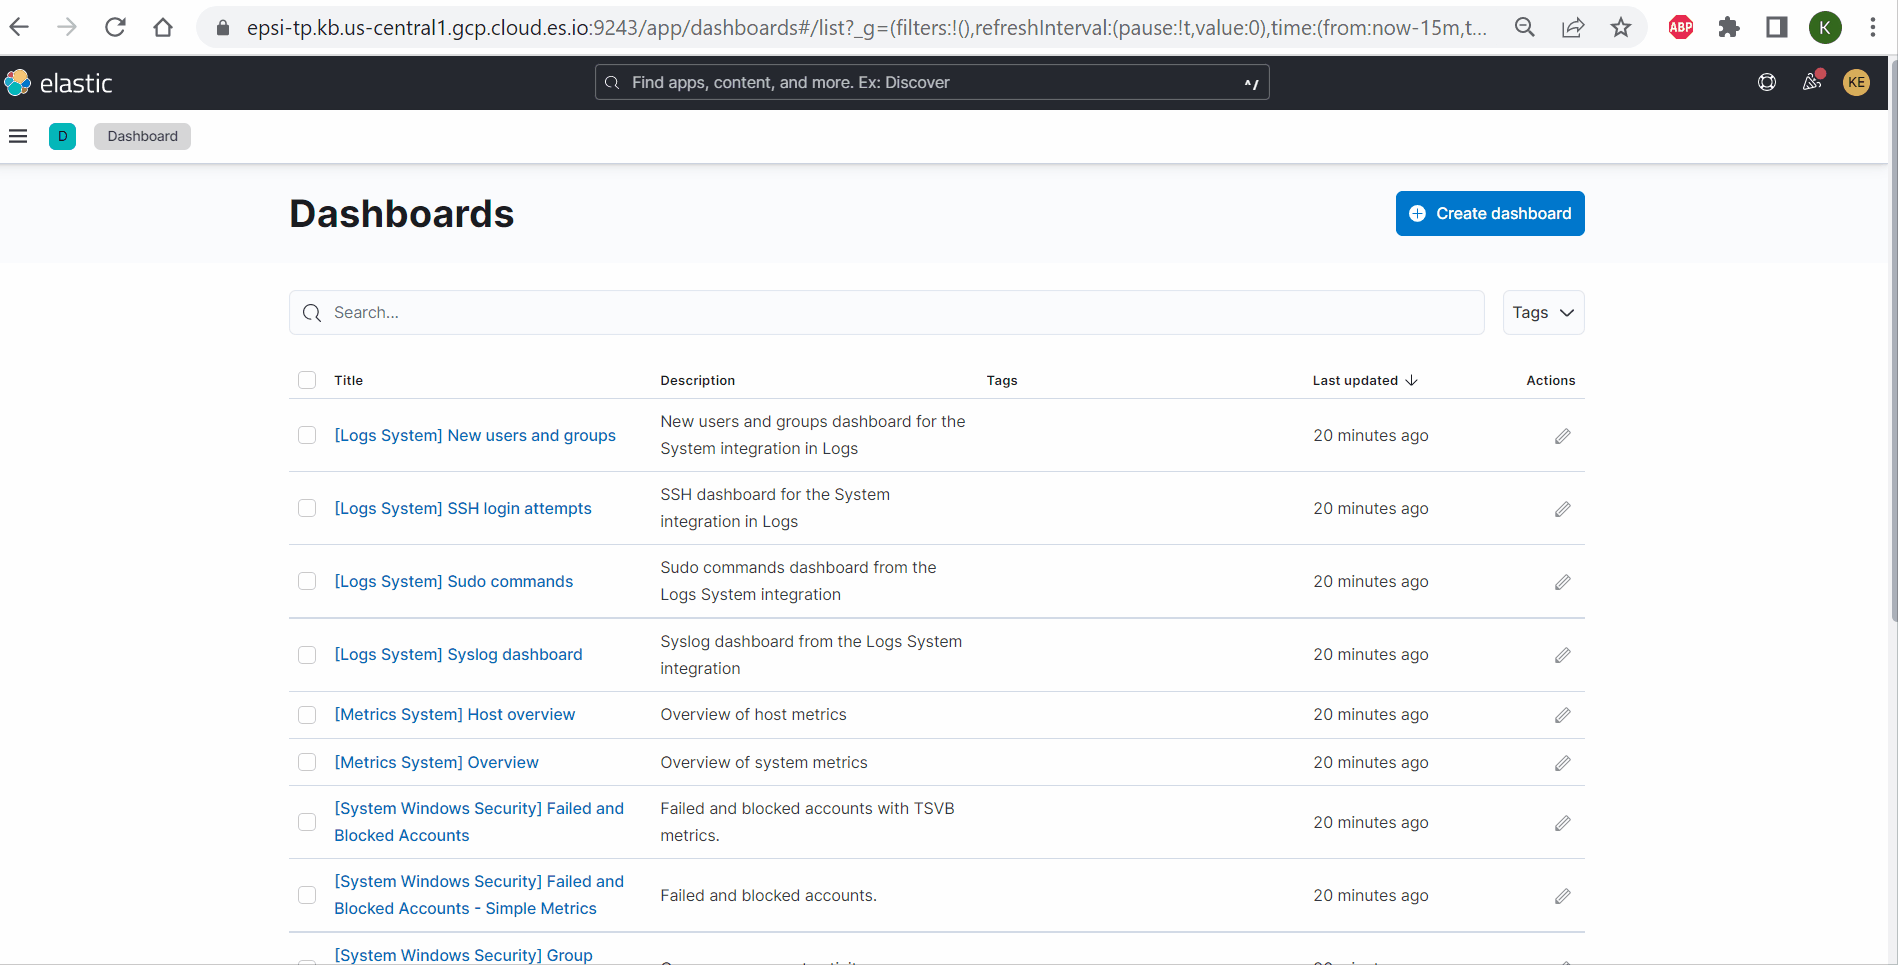 epsi-tp.kb.us-central1.gcp.cloud.es.io:9243/app/dashboards#/list?_g=(filters:!(),refreshInterval:(pause:!t,value:0),time:(from:now-15m,t...
ABP
K
elastic
Find apps, content, and more. Ex: Discover
^/
KE
D
Dashboard
Dashboards
Create dashboard
Search...
Tags
Title Description Tags Last updated Actions
[Logs System] New users and groups
New users and groups dashboard for the
System integration in Logs
20 minutes ago
[Logs System] SSH login attempts
SSH dashboard for the System
integration in Logs
20 minutes ago
[Logs System] Sudo commands
Sudo commands dashboard from the
Logs System integration
20 minutes ago
[Logs System] Syslog dashboard
Syslog dashboard from the Logs System
integration
20 minutes ago
[Metrics System] Host overview
Overview of host metrics
20 minutes ago
[Metrics System] Overview
Overview of system metrics
20 minutes ago
[System Windows Security] Failed and
Blocked Accounts
Failed and blocked accounts with TSVB
metrics.
20 minutes ago
[System Windows Security] Failed and
Blocked Accounts - Simple Metrics
Failed and blocked accounts.
20 minutes ago
[System Windows Security] Group